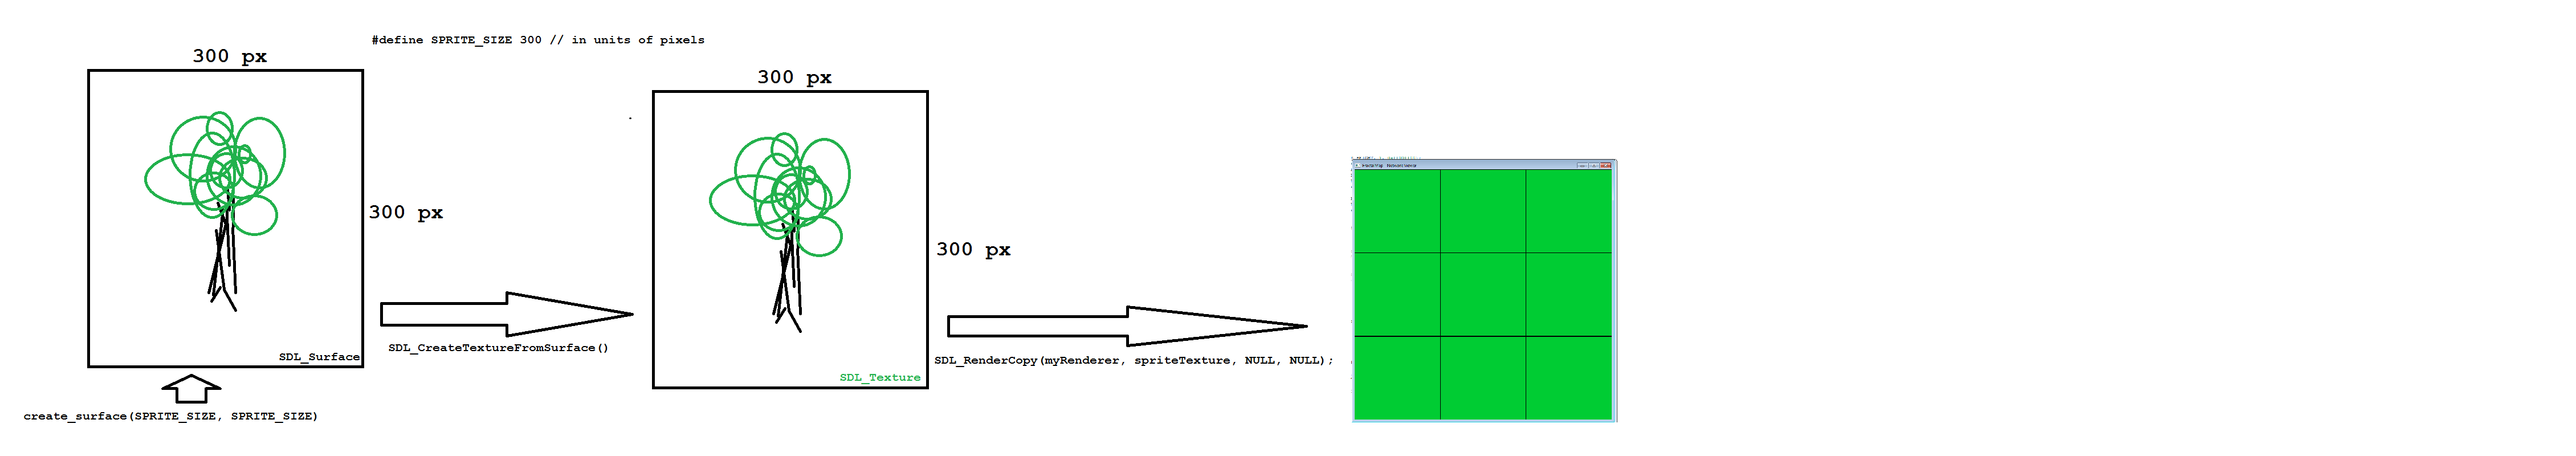 #define SPRITE_SIZE 300 // in units of pixels
300 px
300 px
SDL_Surface
create_surface(SPRITE_SIZE, SPRITE_SIZE)
SDL_CreateTextureFromSurface()
300 px
300 px
SDL_Texture
SDL_RenderCopy(myRenderer, spriteTexture, NULL, NULL);